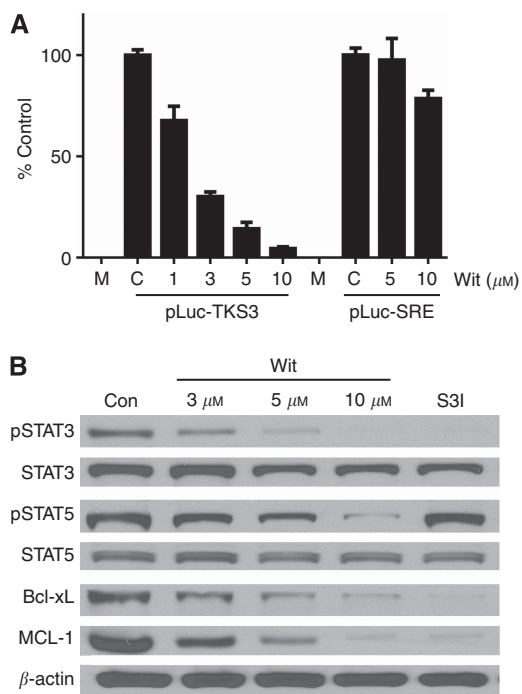 A
100
50
0
% Control
M C 1 3 5 10 M C 5 10 Wit (μM)
pLuc-TKS3 pLuc-SRE
B
Wit
Con 3 μM 5 μM 10 μM S3I
pSTAT3
STAT3
pSTAT5
STAT5
Bcl-xL
MCL-1
β-actin